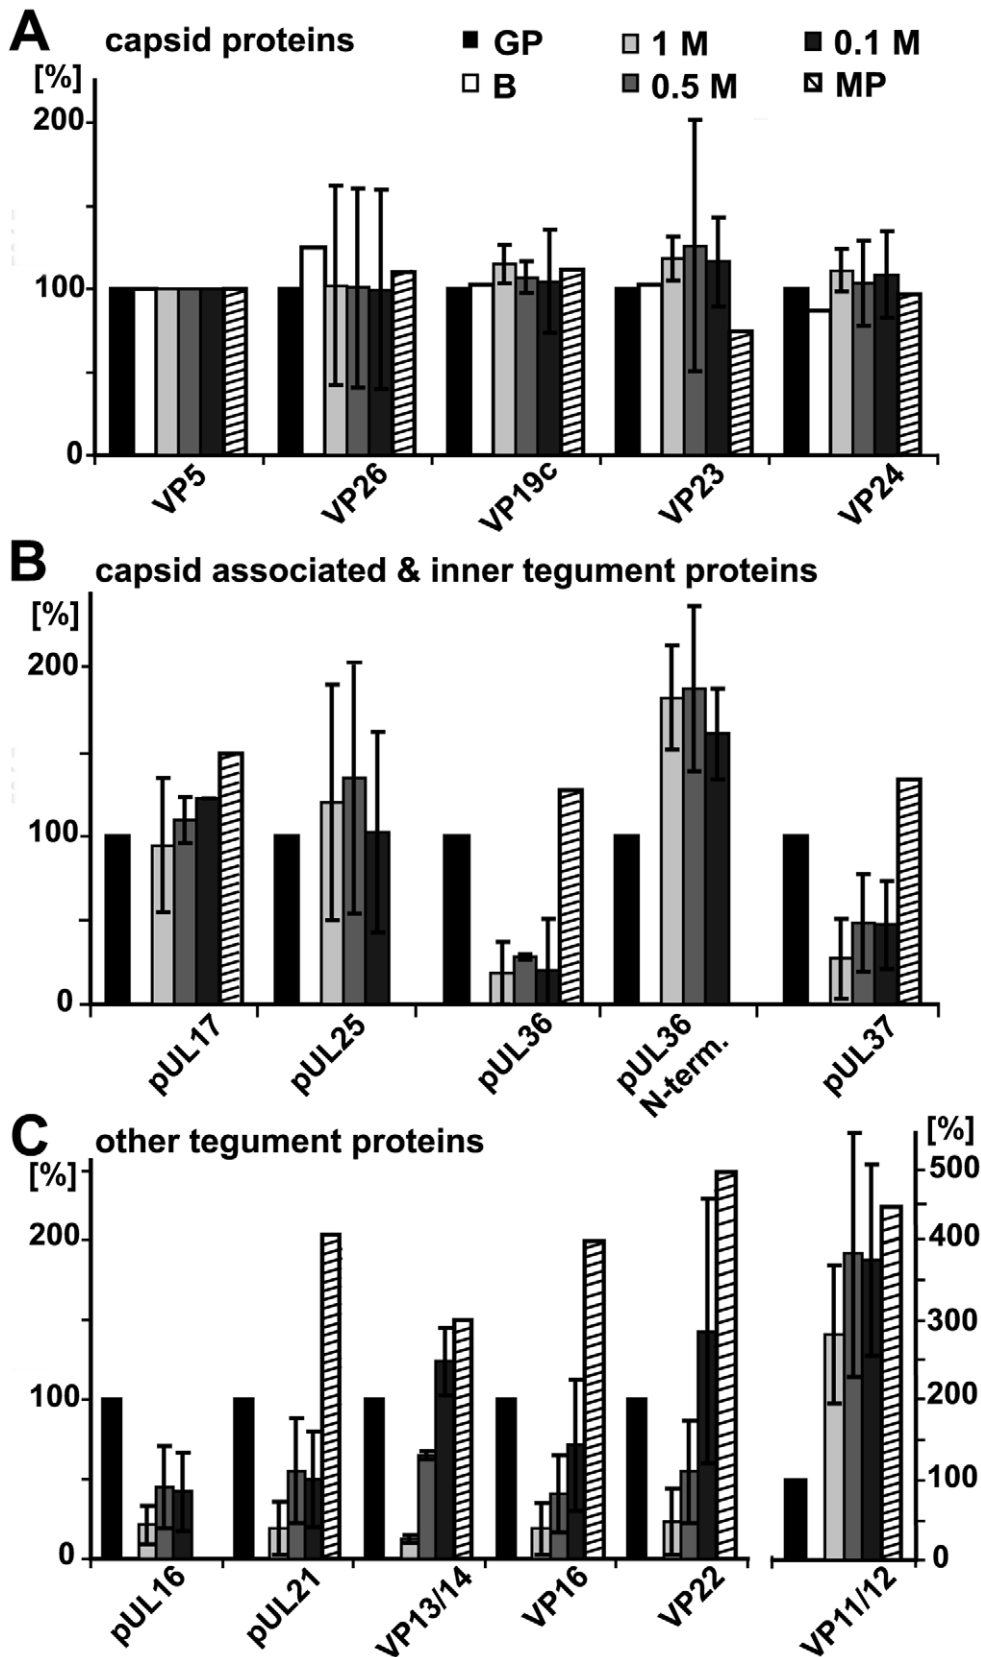 A capsid proteins
GP 1 M 0.1 M
B 0.5 M MP
[%]
200
100
0
VP5 VP26 VP19c VP23 VP24
B capsid associated & inner tegument proteins
[%]
200
100
0
pUL17 pUL25 pUL36 pUL36 N-term. pUL37
C other tegument proteins
[%] [%]
200
100
0
500
400
300
200
100
0
pUL16 pUL21 VP13/14 VP16 VP22 VP11/12